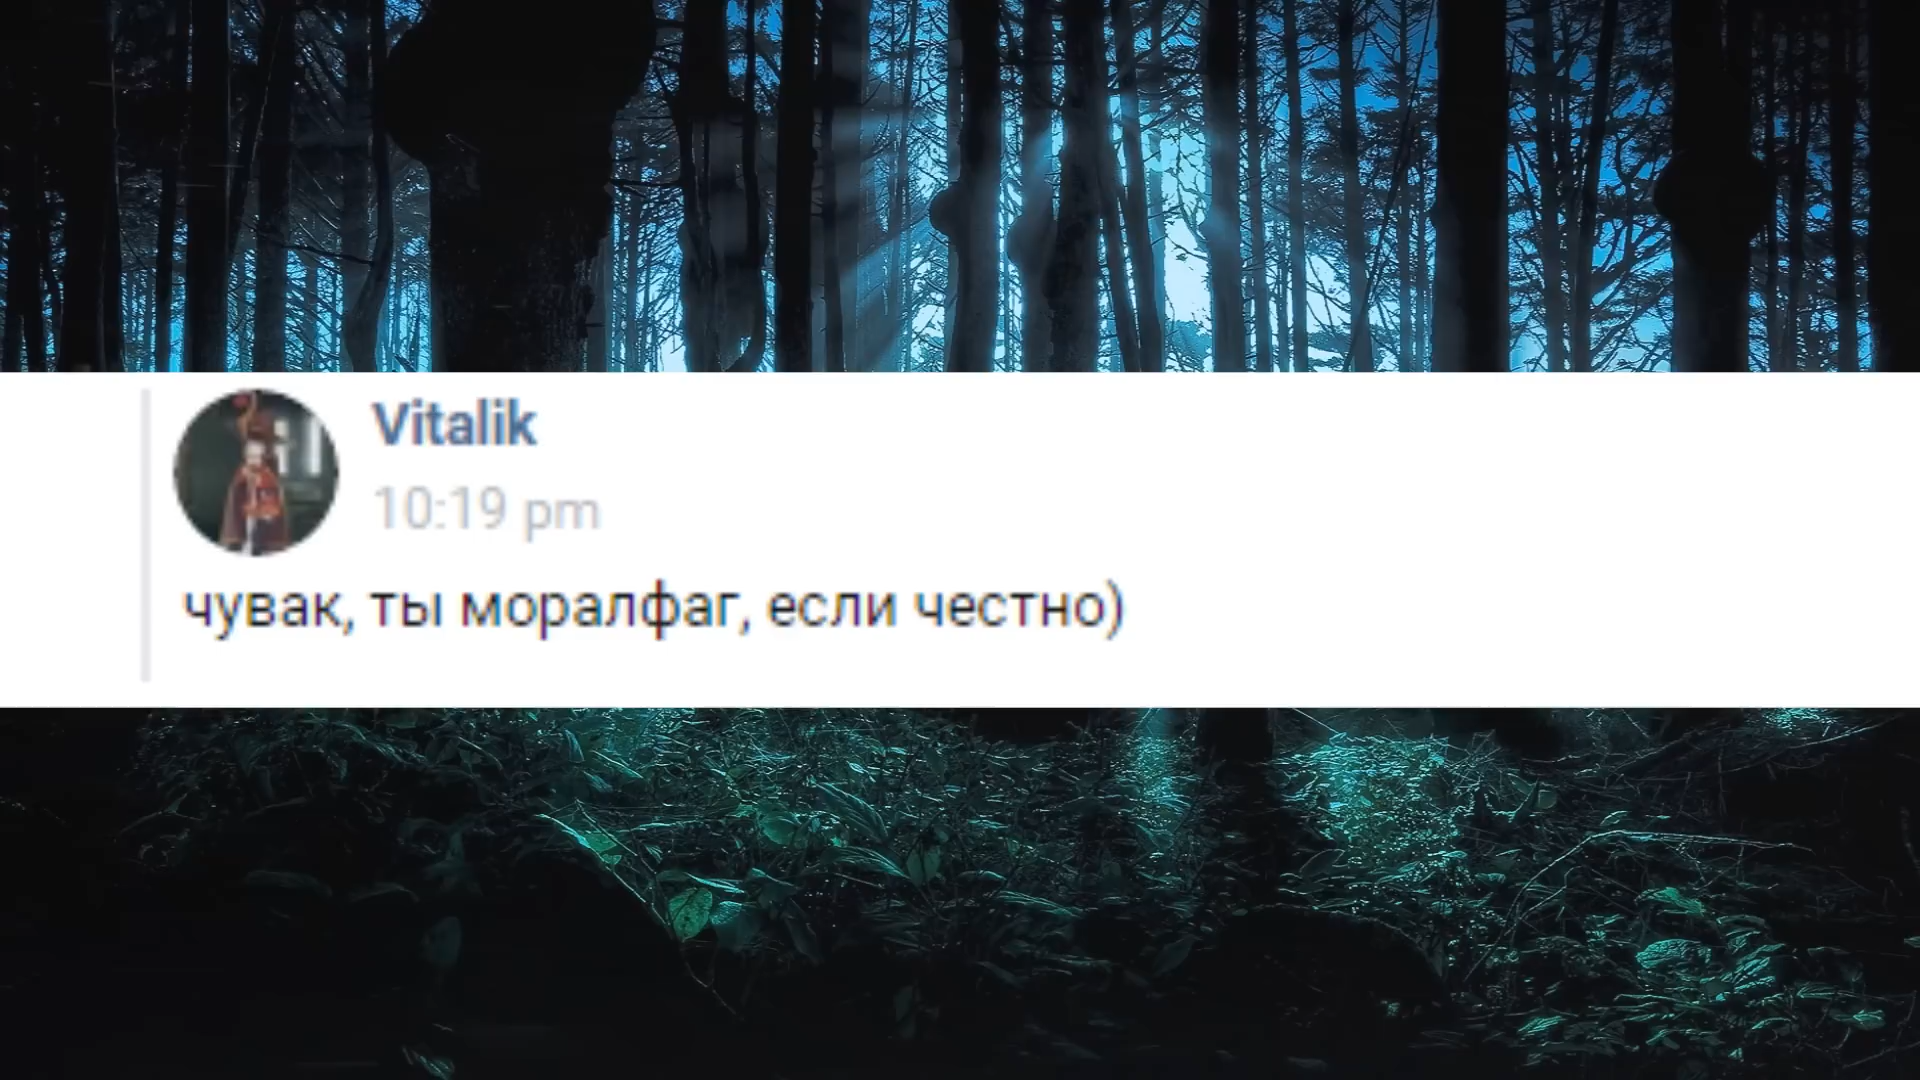 Vitalik
10:19 pm
чувак, ты моралфаг, если честно)